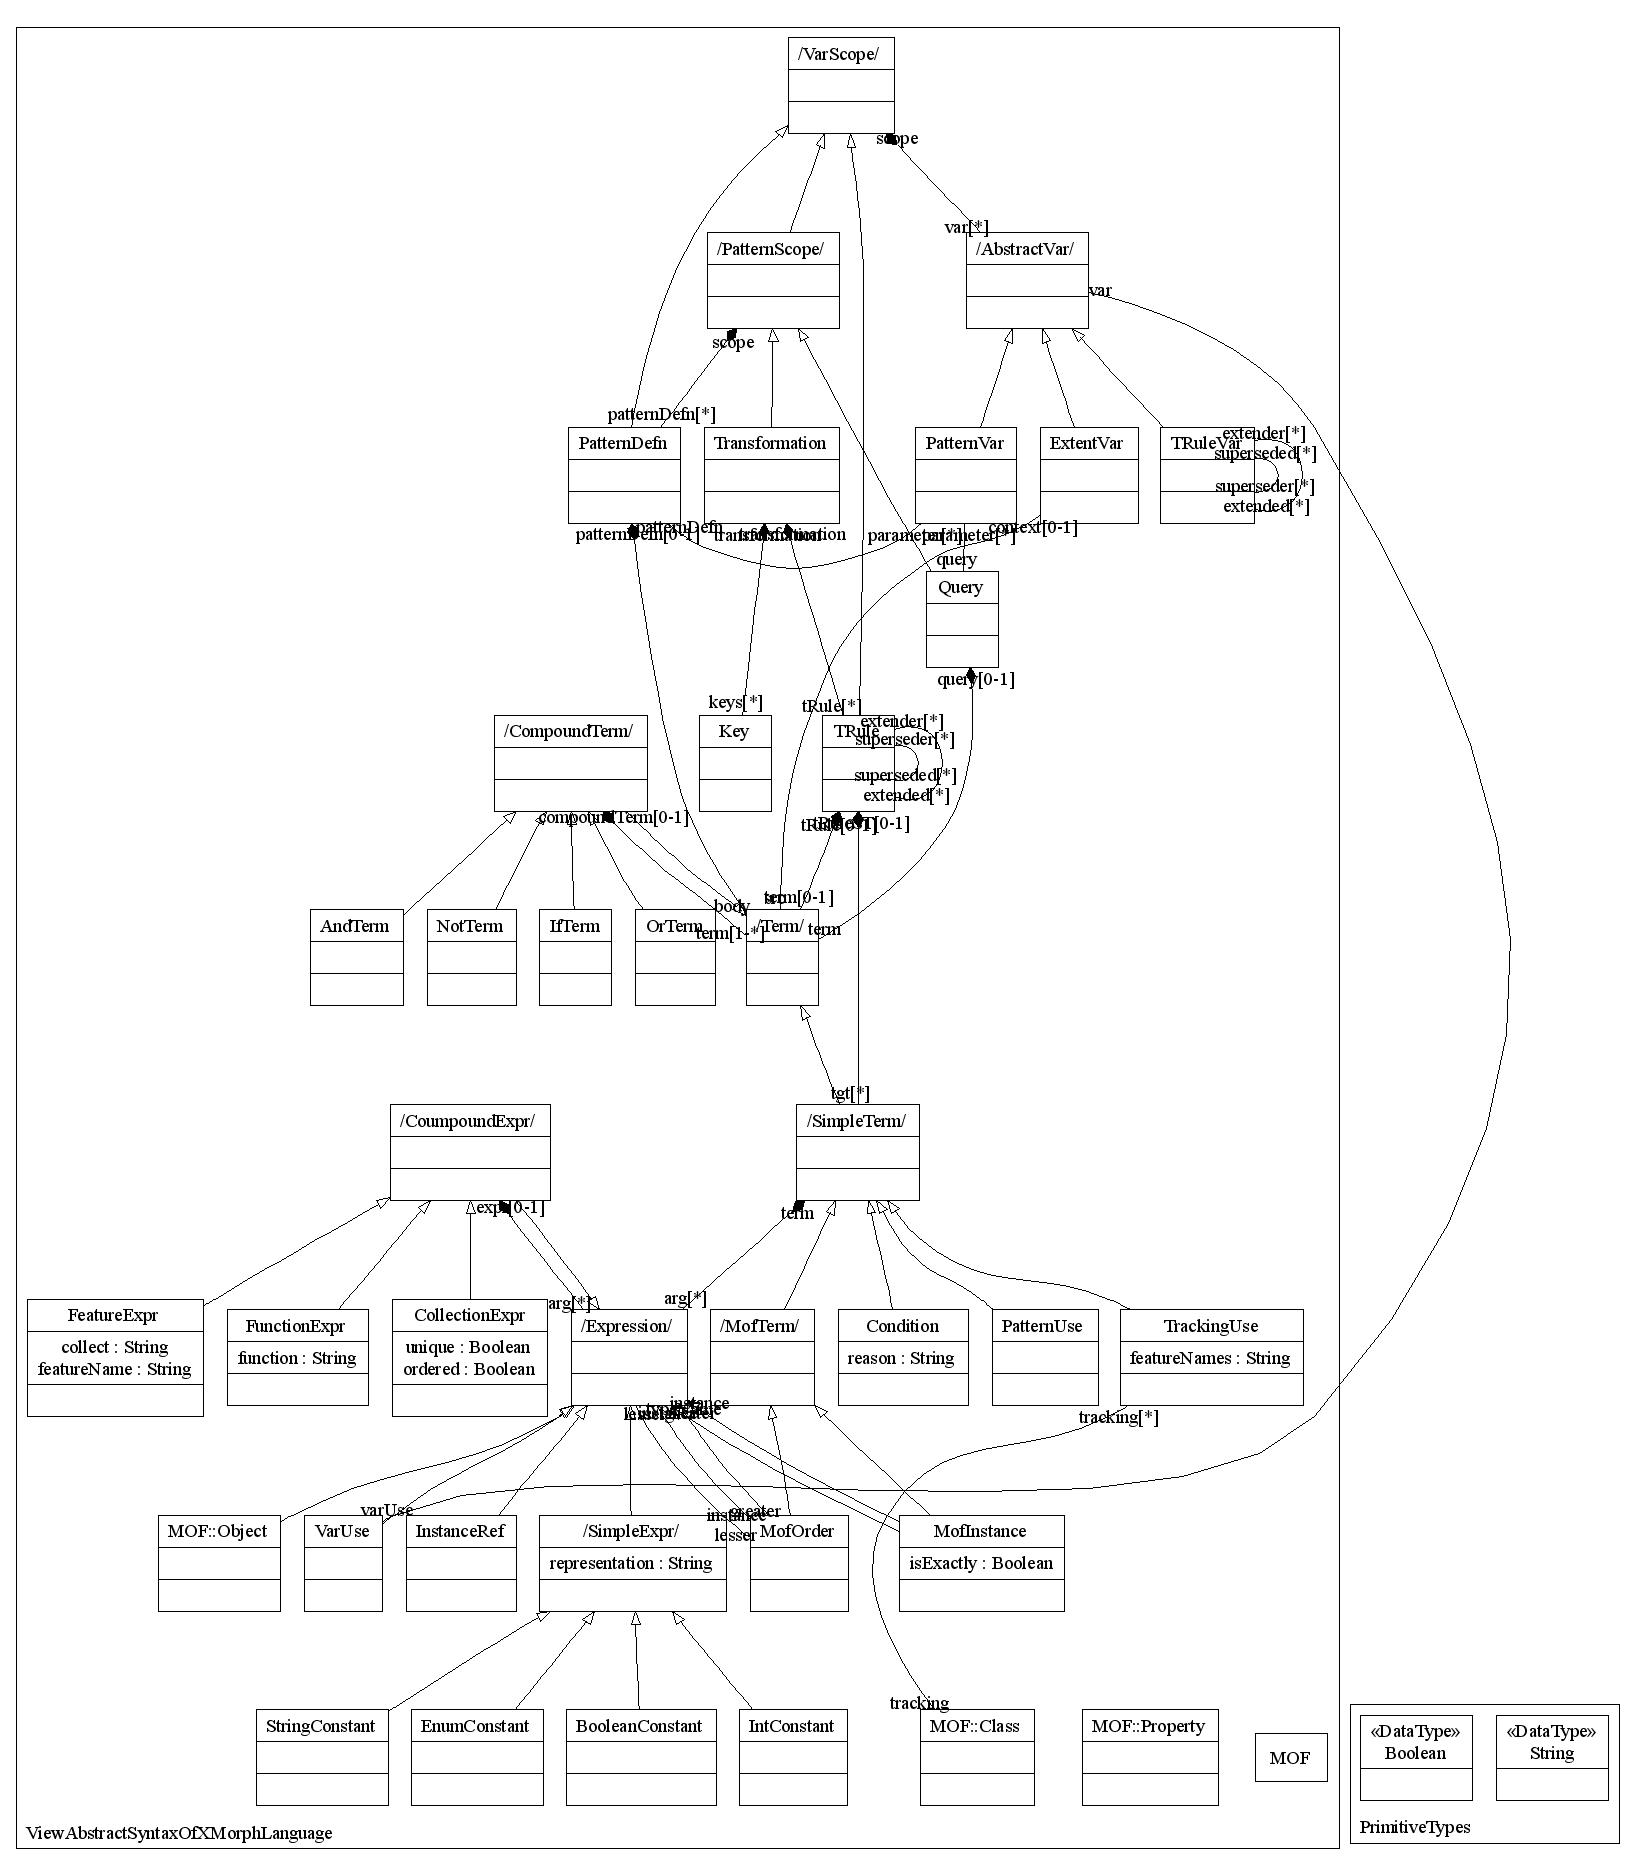 /VarScope/
scope
var[*]
/PatternScope/
/AbstractVar/
var
scope
patternDefn[*]
PatternDefn
Transformation
PatternVar
ExtentVar
TRuleVar
extender[*]
superseded[*]
superseder[*]
extended[*]
patternDefn[0-1]
patternDefn
transformation
transformation
parameter[*]
parameter[*]
context[0-1]
query
Query
query[0-1]
keys[*]
tRule[*]
/CompoundTerm/
Key
TRule
extender[*]
superseder[*]
superseded[*]
extended[*]
compoundTerm[0-1]
tRule[0-1]
body
term[0-1]
src
term[1-*]
term
AndTerm
NotTerm
IfTerm
OrTerm
/Term/
tgt[*]
/CoumpoundExpr/
/SimpleTerm/
expr[0-1]
term
arg[*]
arg[*]
FeatureExpr
collect : String
featureName : String
FunctionExpr
function : String
CollectionExpr
unique : Boolean
ordered : Boolean
/Expression/
/MofTerm/
Condition
reason : String
PatternUse
TrackingUse
featureNames : String
instance
tracking[*]
varUse
instance
greater
lesser
MOF::Object
VarUse
InstanceRef
/SimpleExpr/
representation : String
MofOrder
MofInstance
isExactly : Boolean
tracking
StringConstant
EnumConstant
BooleanConstant
IntConstant
MOF::Class
MOF::Property
MOF
«DataType»
Boolean
«DataType»
String
PrimitiveTypes
ViewAbstractSyntaxOfXMorphLanguage